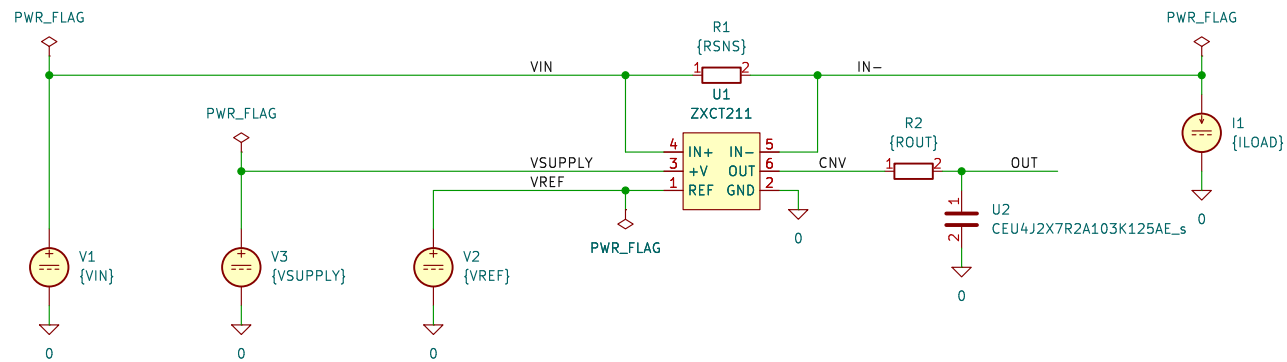 PWR_FLAG
PWR_FLAG
R1
{RSNS}
VIN
1
2
IN-
U1
ZXCT211
PWR_FLAG
I1
{ILOAD}
R2
{ROUT}
4
IN+
IN-
5
VSUPPLY
3
+V
OUT
6
CNV
1
2
OUT
VREF
1
REF
GND
2
0
0
1
2
U2
CEU4J2X7R2A103K125AE_s
0
PWR_FLAG
V1
{VIN}
V3
{VSUPPLY}
V2
{VREF}
0
0
0